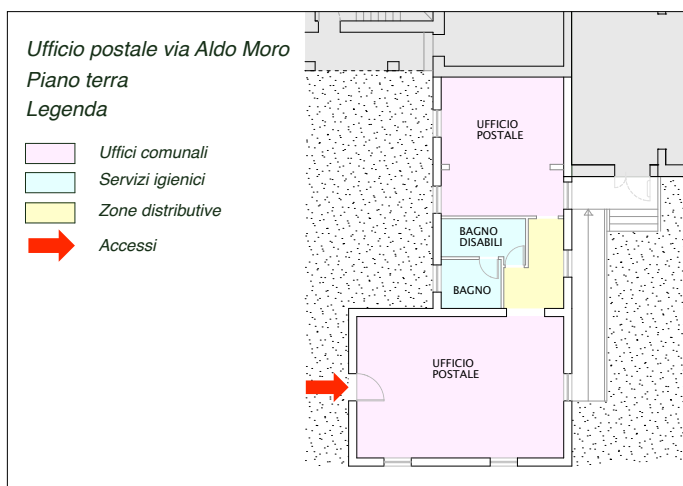 Ufficio postale via Aldo Moro
Piano terra
Legenda
Uffici comunali
Servizi igienici
Zone distributive
Accessi
UFFICIO
POSTALE
BAGNO
DISABILI
BAGNO
UFFICIO
POSTALE